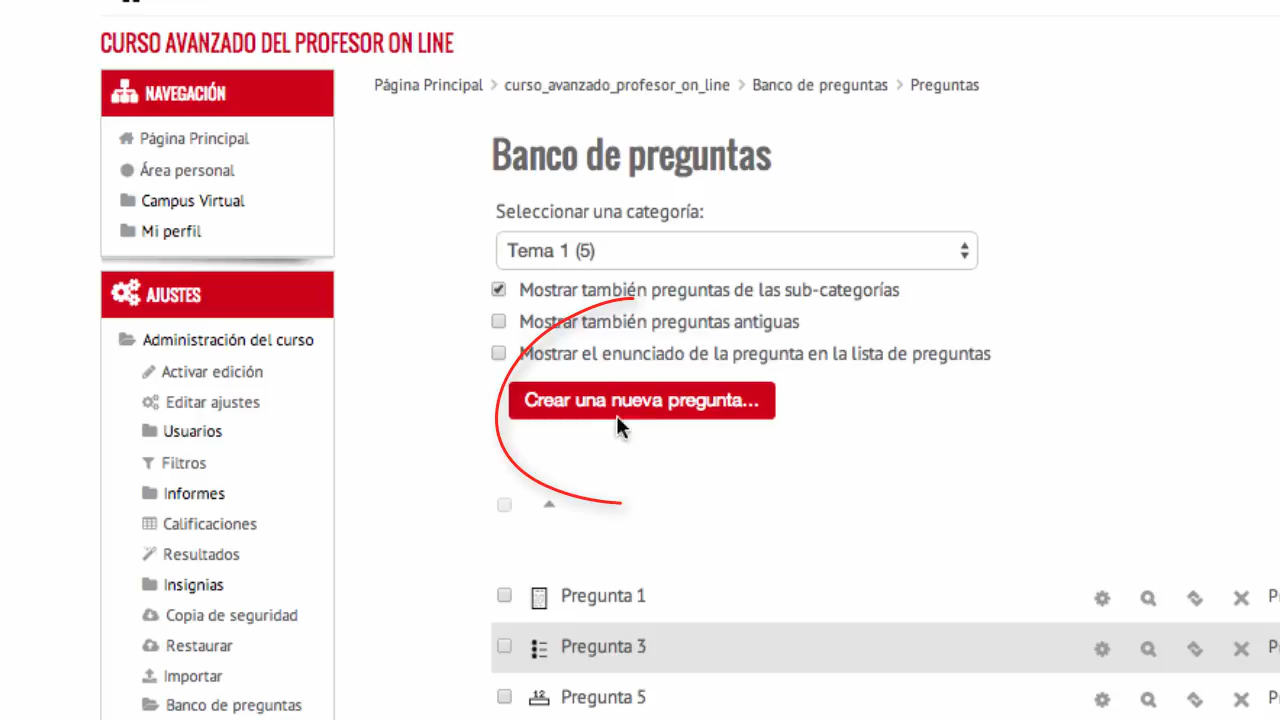 CURSO AVANZADO DEL PROFESOR ON LINE
NAVEGACIÓN
Página Principal
Área personal
Campus Virtual
Mi perfil
AJUSTES
Administración del curso
Activar edición
Editar ajustes
Usuarios
Filtros
Informes
Calificaciones
Resultados
Insignias
Copia de seguridad
Restaurar
Importar
Banco de preguntas
Página Principal > curso_avanzado_profesor_on_line > Banco de preguntas > Preguntas
Banco de preguntas
Seleccionar una categoría:
Tema 1 (5)
Mostrar también preguntas de las sub-categorías
Mostrar también preguntas antiguas
Mostrar el enunciado de la pregunta en la lista de preguntas
Crear una nueva pregunta...
Pregunta 1
Pregunta 3
12 Pregunta 5